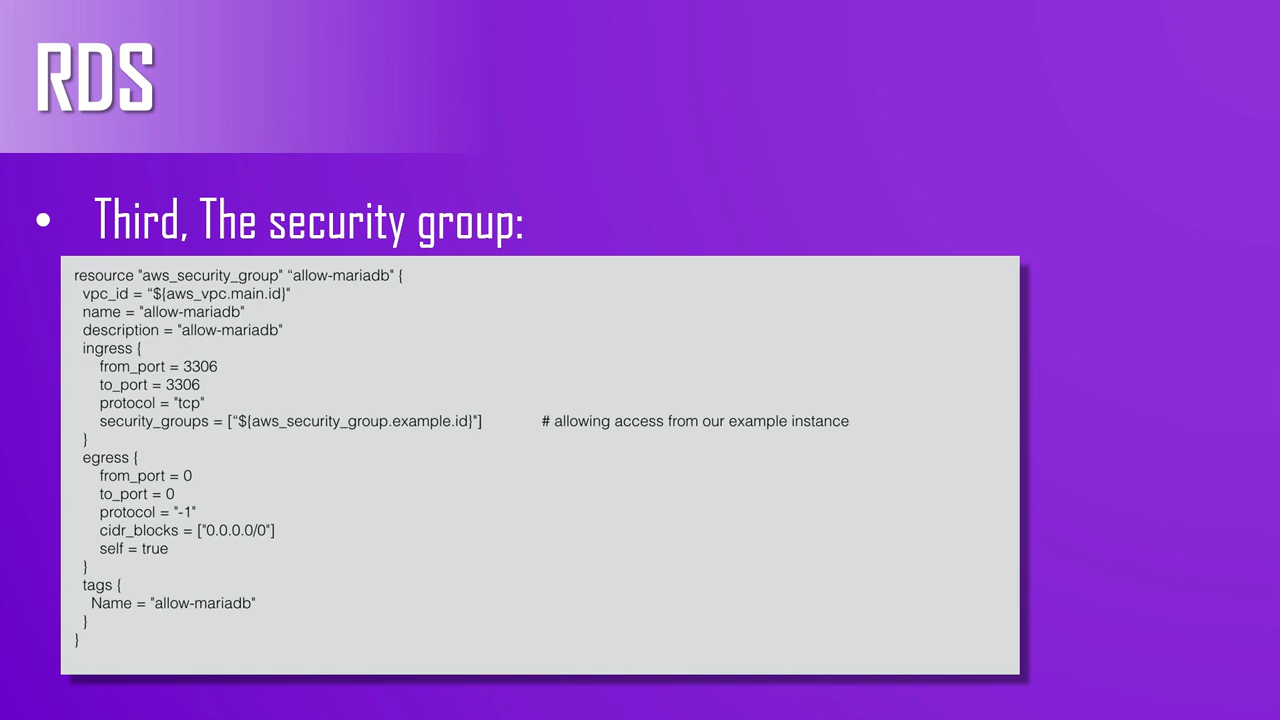 RDS
• Third, The security group:
resource "aws_security_group" “allow-mariadb" {
vpc_id = “${aws_vpc.main.id}"
name = "allow-mariadb"
description = "allow-mariadb"
ingress {
from_port = 3306
to_port = 3306
protocol = "tcp"
security_groups = [“${aws_security_group.example.id}"] # allowing access from our example instance
}
egress {
from_port = 0
to_port = 0
protocol = "-1"
cidr_blocks = ["0.0.0.0/0"]
self = true
}
tags {
Name = "allow-mariadb"
}
}